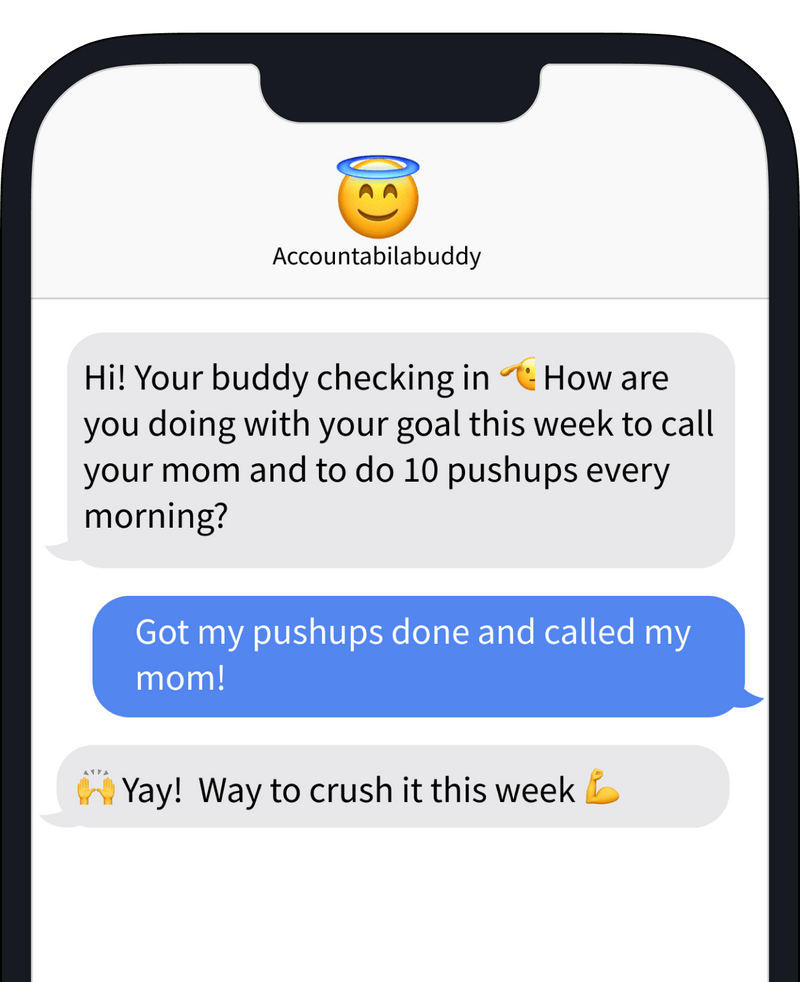 Accountabilabuddy
Hi! Your buddy checking in 🫡 How are
you doing with your goal this week to call
your mom and to do 10 pushups every
morning?
Got my pushups done and called my
mom!
🙌 Yay!  Way to crush it this week 💪